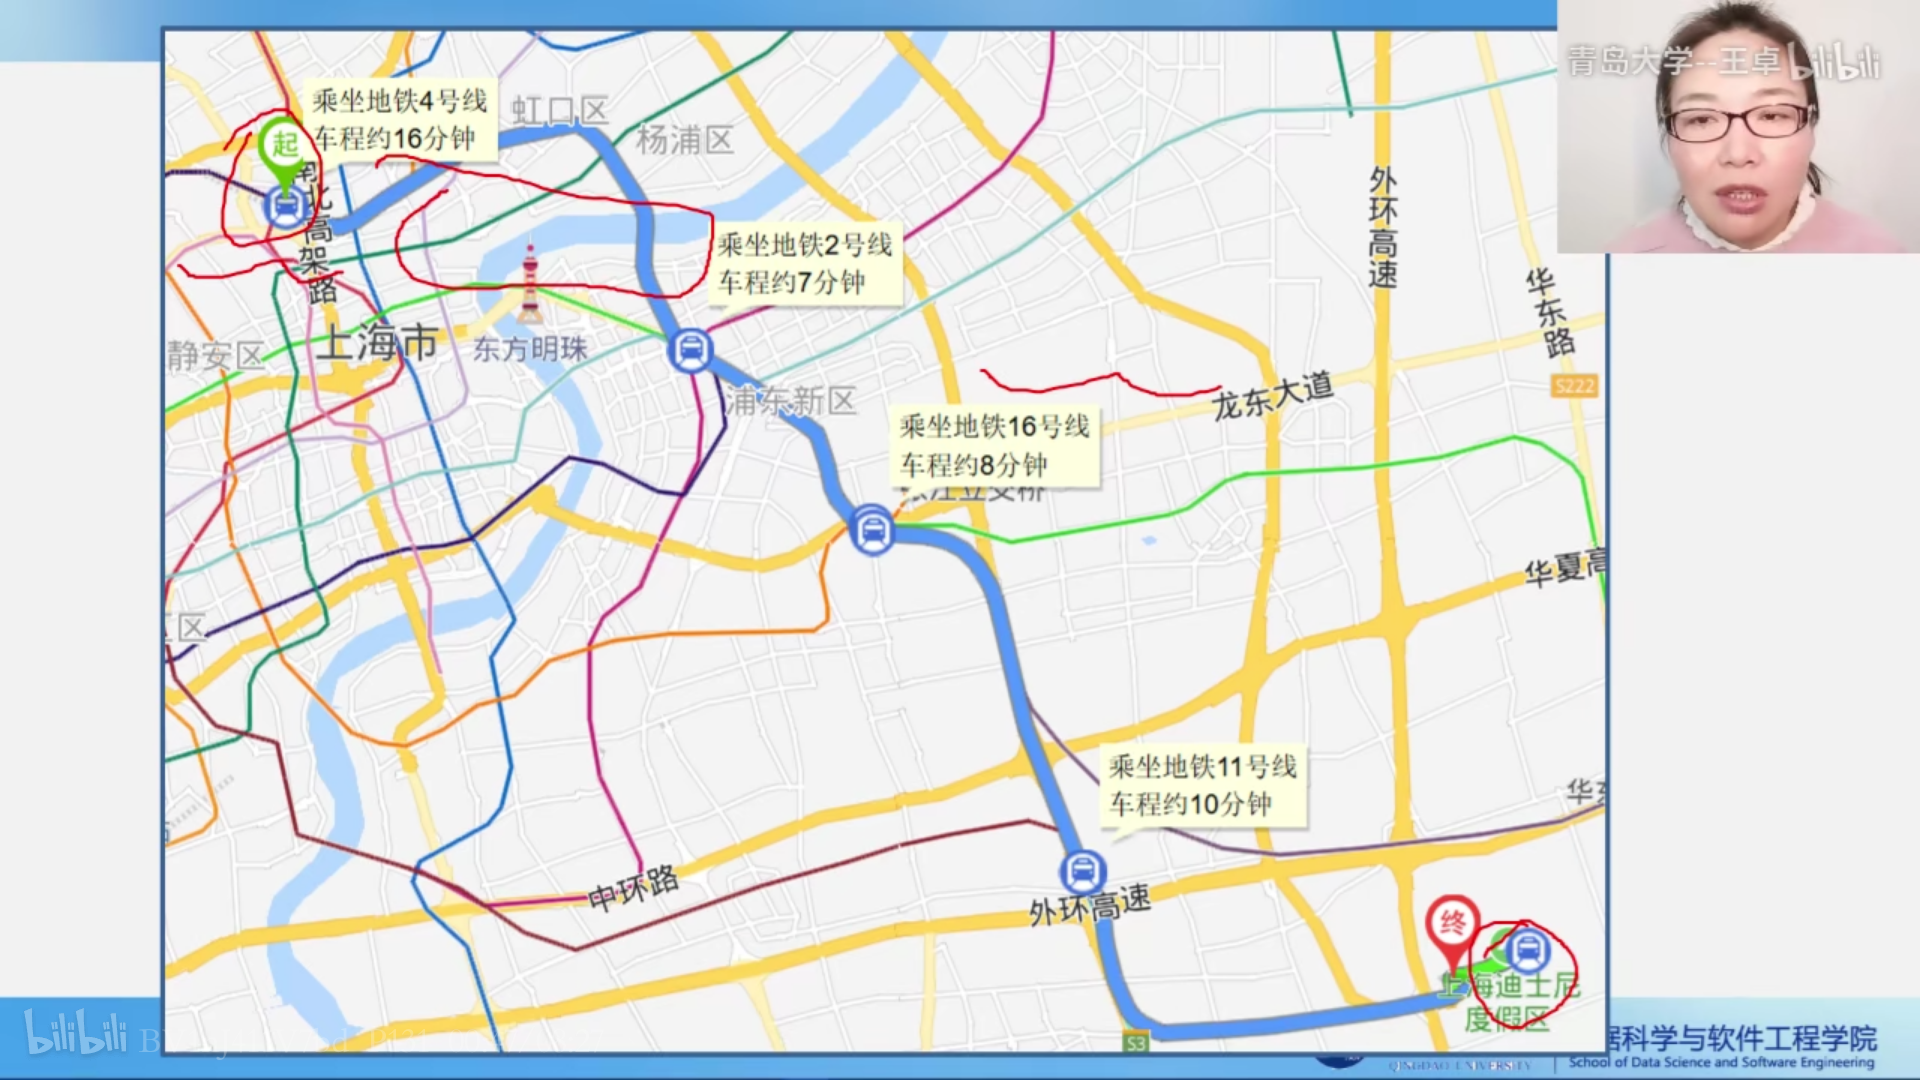 青岛大学--王卓 bilibili
乘坐地铁4号线
车程约16分钟
虹口区
杨浦区
起
南北高架路
外环高速
乘坐地铁2号线
车程约7分钟
华东路
上海市
静安区
东方明珠
S222
浦东新区
龙东大道
乘坐地铁16号线
车程约8分钟
华夏高
区
乘坐地铁11号线
车程约10分钟
中环路
外环高速
终
上海迪士尼
度假区
S3
bilibili
据科学与软件工程学院
QINGDAO UNIVERSITY
School of Data Science and Software Engineering